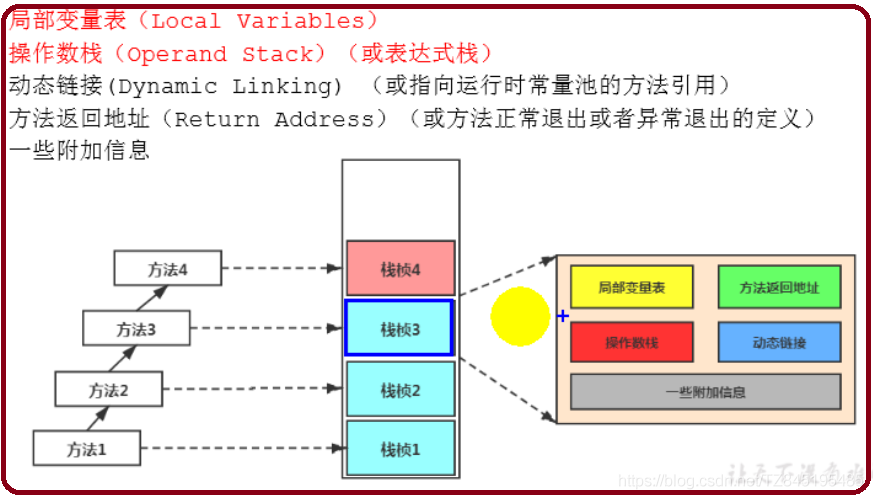 局部变量表（Local Variables）
操作数栈（Operand Stack）（或表达式栈）
动态链接(Dynamic Linking) （或指向运行时常量池的方法引用）
方法返回地址（Return Address）（或方法正常退出或者异常退出的定义）
一些附加信息
方法4
栈桢4
局部变量表
方法返回地址
方法3
栈桢3
操作数栈
动态链接
方法2
栈桢2
一些附加信息
方法1
栈桢1